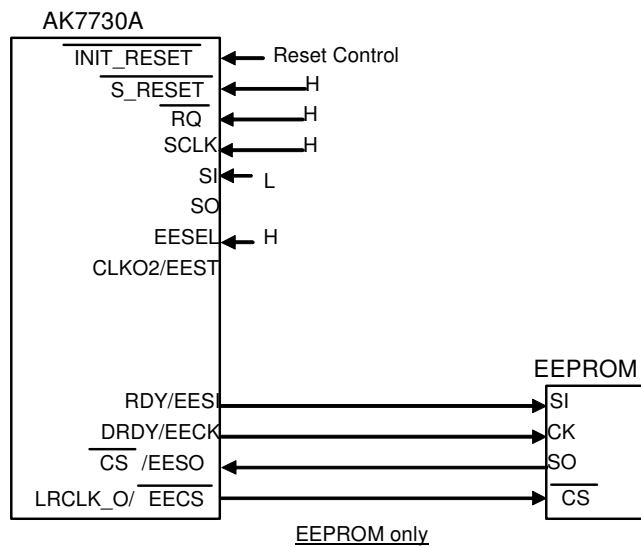 AK7730A
INIT_RESET
Reset Control
S_RESET
H
RQ
H
SCLK
H
SI
L
SO
EESEL
H
CLKO2/EEST
EEPROM
RDY/EESI
SI
DRDY/EECK
CK
CS /EESO
SO
LRCLK_O/ EECS
CS
EEPROM only